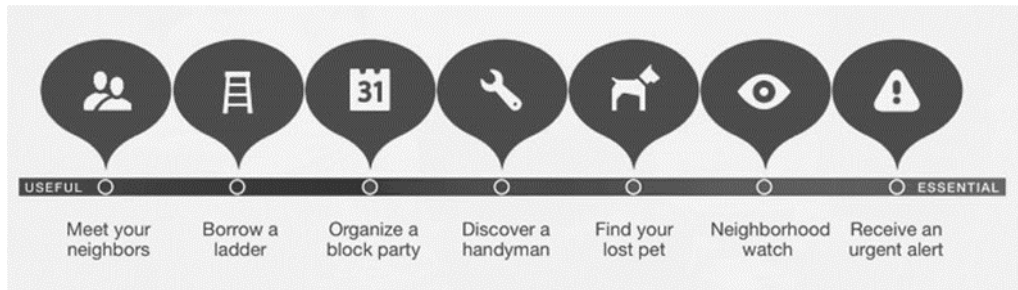 31
USEFUL
ESSENTIAL
Meet your
neighbors
Borrow a
ladder
Organize a
block party
Discover a
handyman
Find your
lost pet
Neighborhood
watch
Receive an
urgent alert